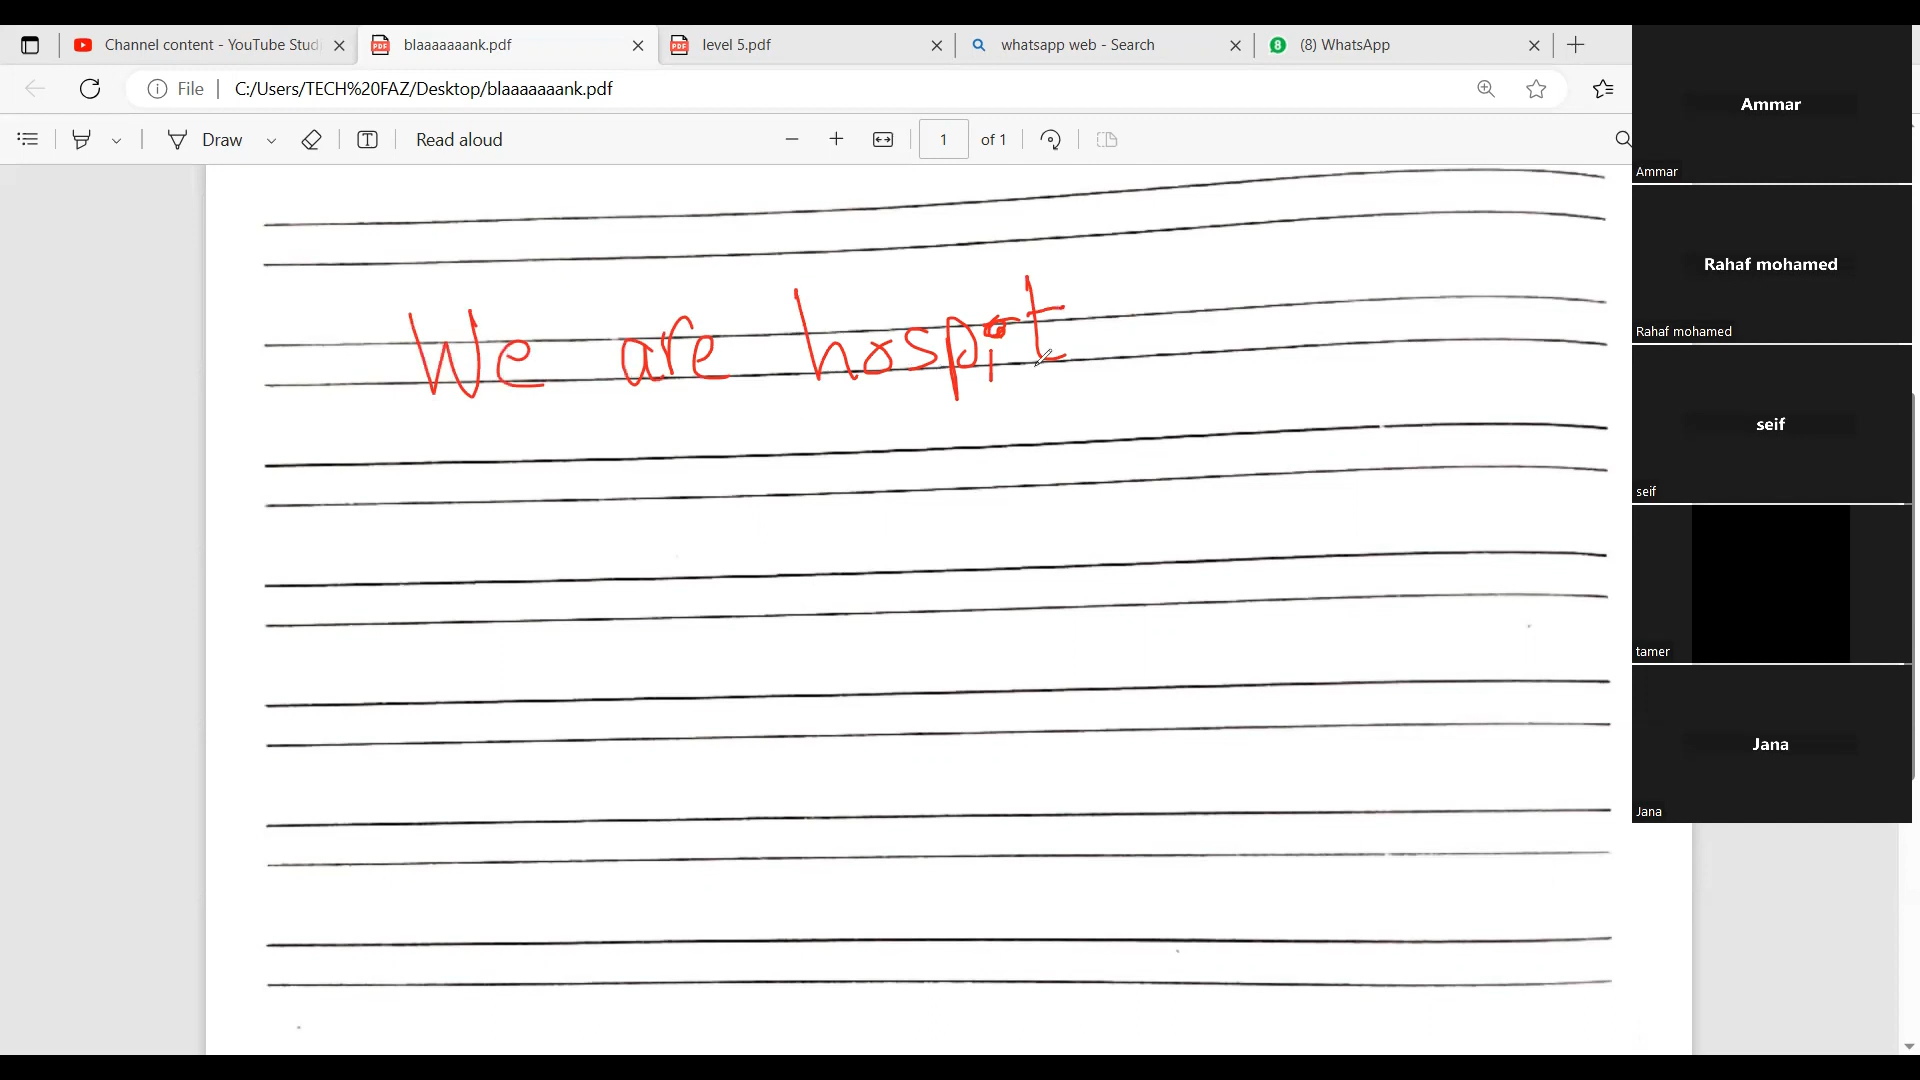 Channel content - YouTube Studi
blaaaaaaank.pdf
level 5.pdf
whatsapp web - Search
8
(8) WhatsApp
File
C:/Users/TECH%20FAZ/Desktop/blaaaaaaank.pdf
Draw
Read aloud
1
of 1
We are hospit
Ammar
Ammar
Rahaf mohamed
Rahaf mohamed
seif
seif
tamer
Jana
Jana